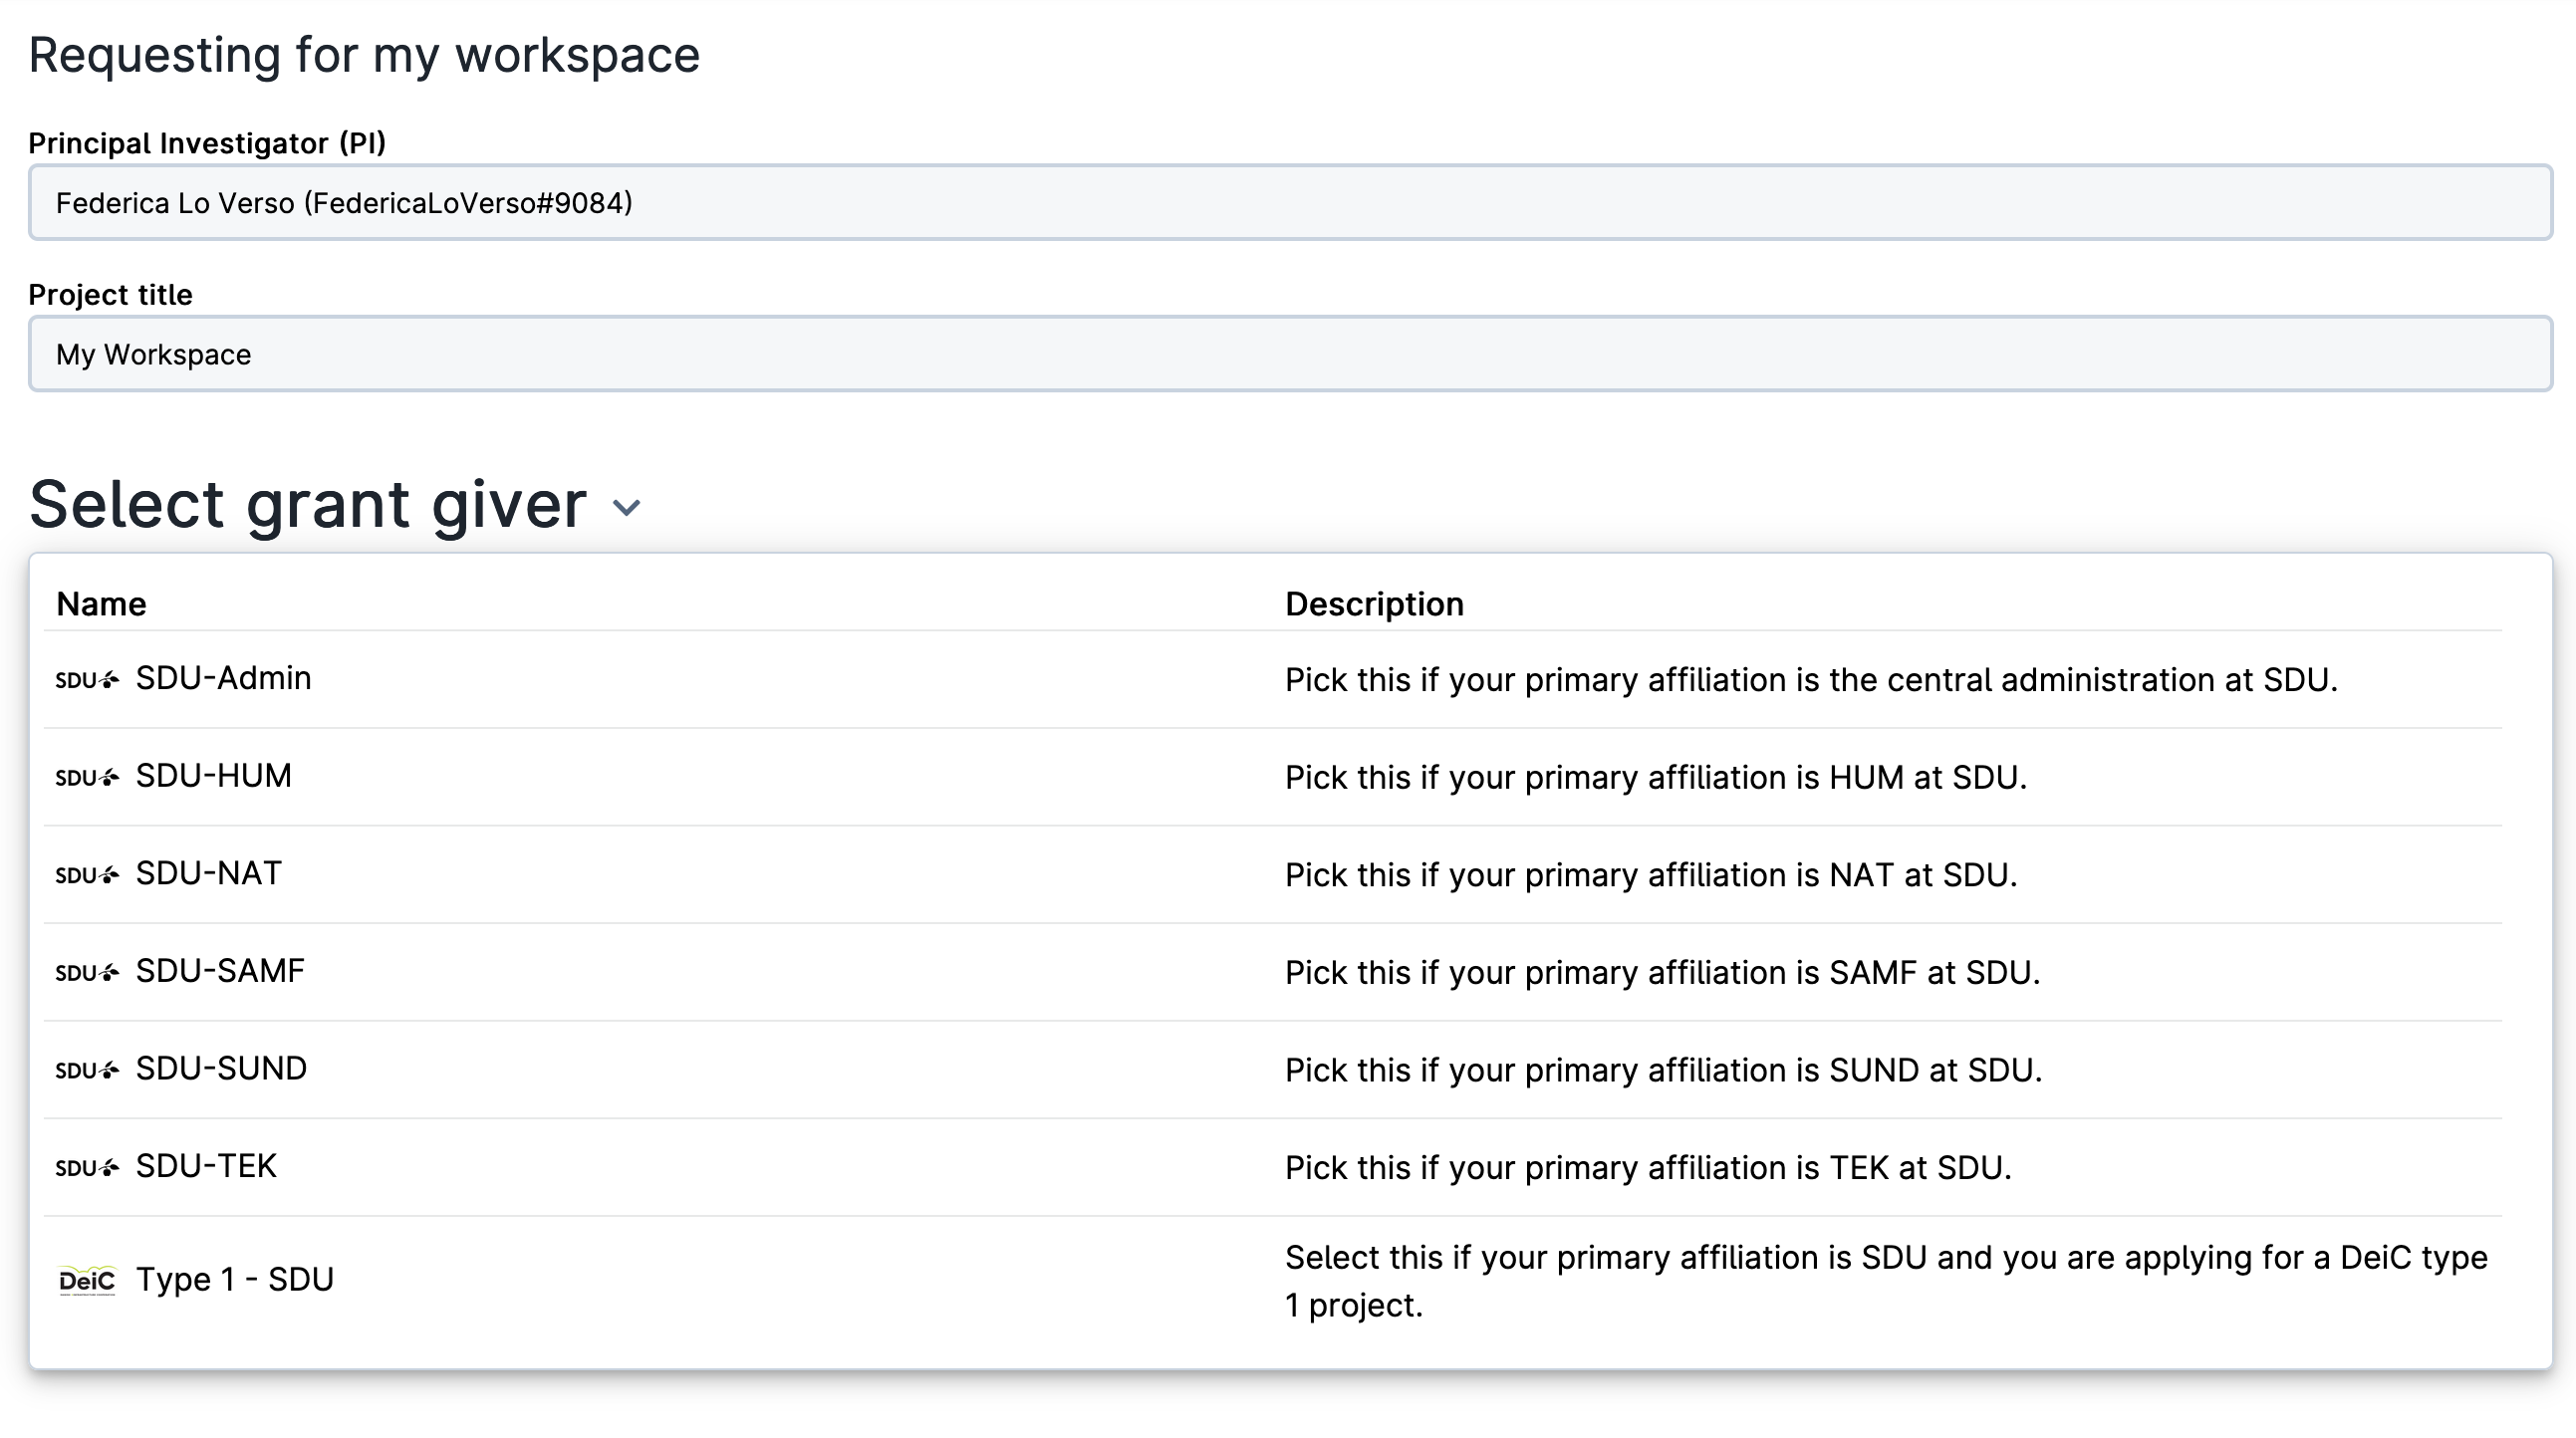 Requesting for my workspace
Principal Investigator (PI)
Federica Lo Verso (FedericaLoVerso#9084)
Project title
My Workspace
Select grant giver
Name Description
SDU SDU-Admin Pick this if your primary affiliation is the central administration at SDU.
SDU SDU-HUM Pick this if your primary affiliation is HUM at SDU.
SDU SDU-NAT Pick this if your primary affiliation is NAT at SDU.
SDU SDU-SAMF Pick this if your primary affiliation is SAMF at SDU.
SDU SDU-SUND Pick this if your primary affiliation is SUND at SDU.
SDU SDU-TEK Pick this if your primary affiliation is TEK at SDU.
DeiC Type 1 - SDU Select this if your primary affiliation is SDU and you are applying for a DeiC type
1 project.